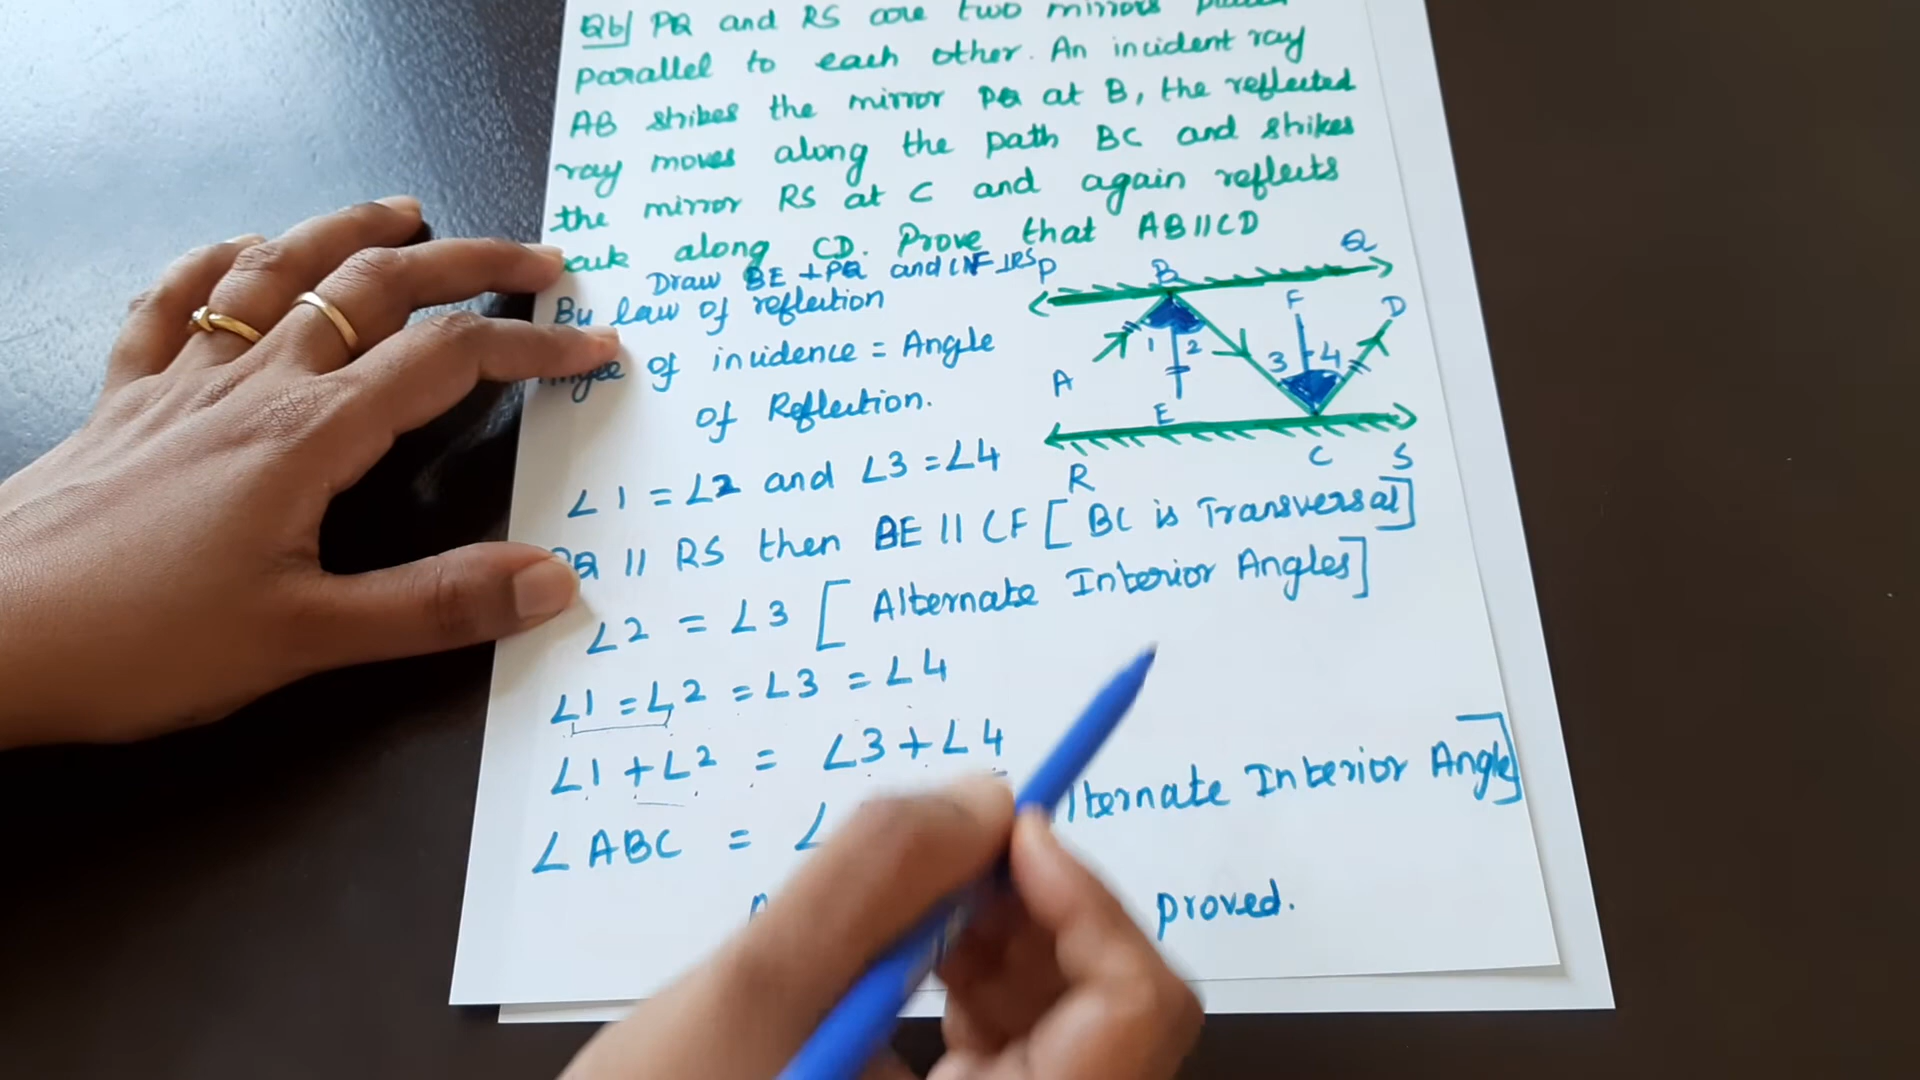 Q6) PQ and RS are two mirrors placed
parallel to each other. An incident ray
AB strikes the mirror PQ at B, the reflected
ray moves along the path BC and strikes
the mirror RS at C and again reflects
back along CD. Prove that AB||CD
Draw BE ⊥PQ and CF ⊥RS
By law of reflection
Angle of incidence = Angle
of Reflection.
∠1 = ∠2 and ∠3 = ∠4
PQ || RS then BE || CF [BC is Transversal]
∠2 = ∠3 [Alternate Interior Angles]
∠1 = ∠2 = ∠3 = ∠4
∠1 + ∠2 = ∠3 + ∠4
∠ABC = ∠
lternate Interior Angle]
proved.
P
B
Q
F
D
1
2
3
4
A
E
R
C
S